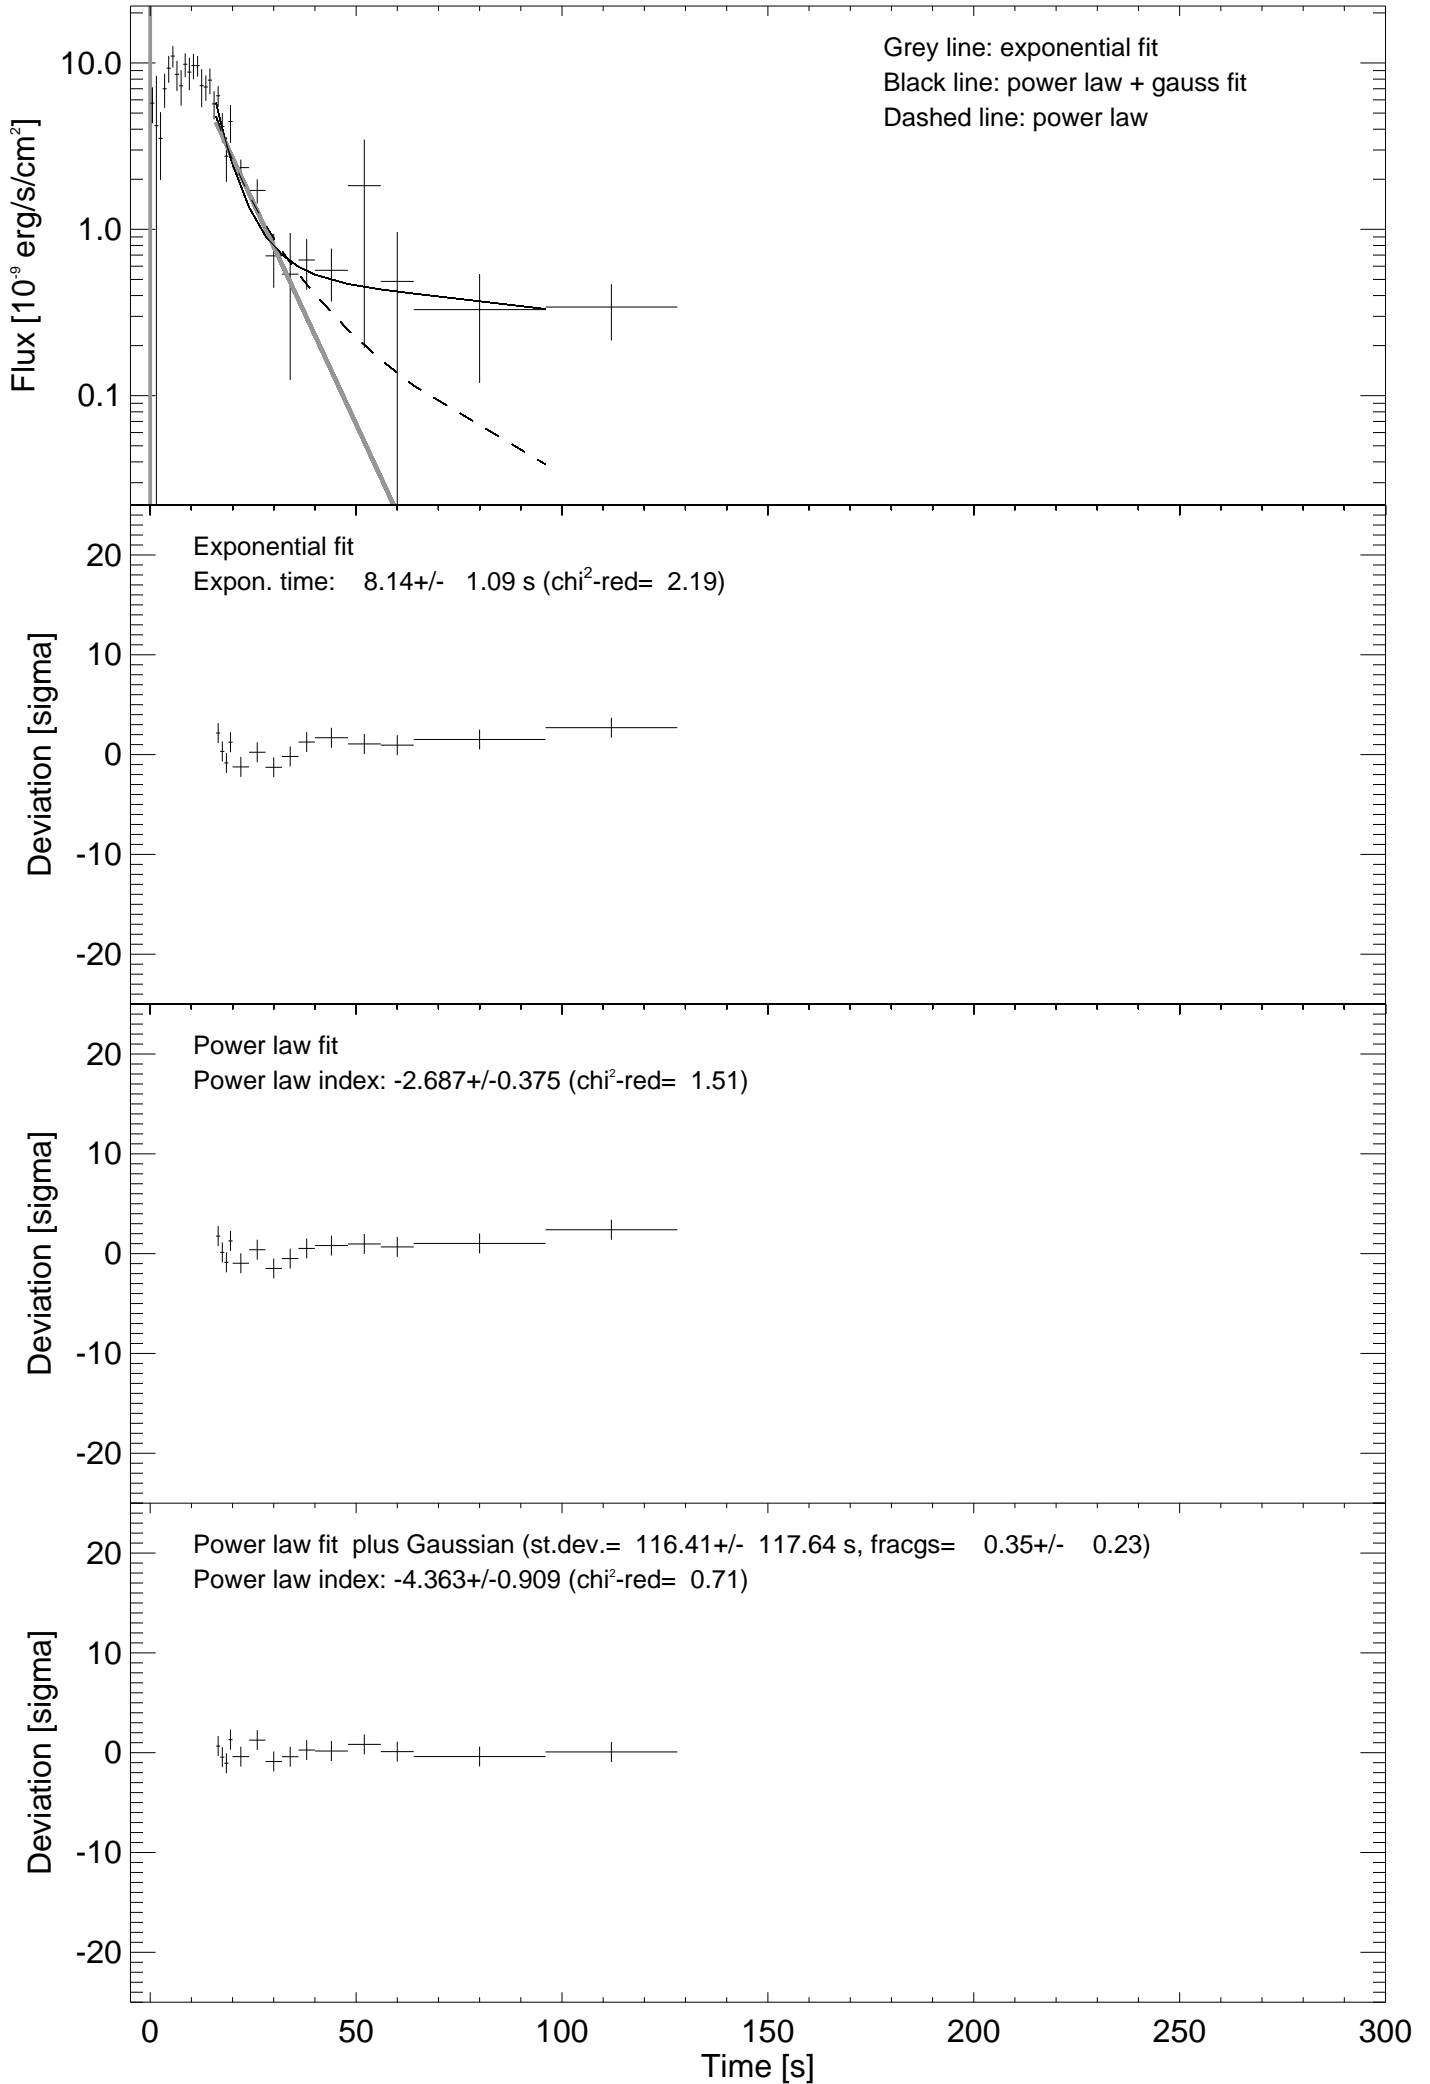 Grey line: exponential fit
Black line: power law + gauss fit
Dashed line: power law
10.0
1.0
0.1
Flux [10⁻⁹ erg/s/cm²]
Exponential fit
Expon. time: 8.14+/- 1.09 s (chi²-red= 2.19)
20
10
0
-10
-20
Deviation [sigma]
Power law fit
Power law index: -2.687+/-0.375 (chi²-red= 1.51)
20
10
0
-10
-20
Deviation [sigma]
Power law fit plus Gaussian (st.dev.= 116.41+/- 117.64 s, fracgs= 0.35+/- 0.23)
Power law index: -4.363+/-0.909 (chi²-red= 0.71)
20
10
0
-10
-20
Deviation [sigma]
0 50 100 150 200 250 300
Time [s]